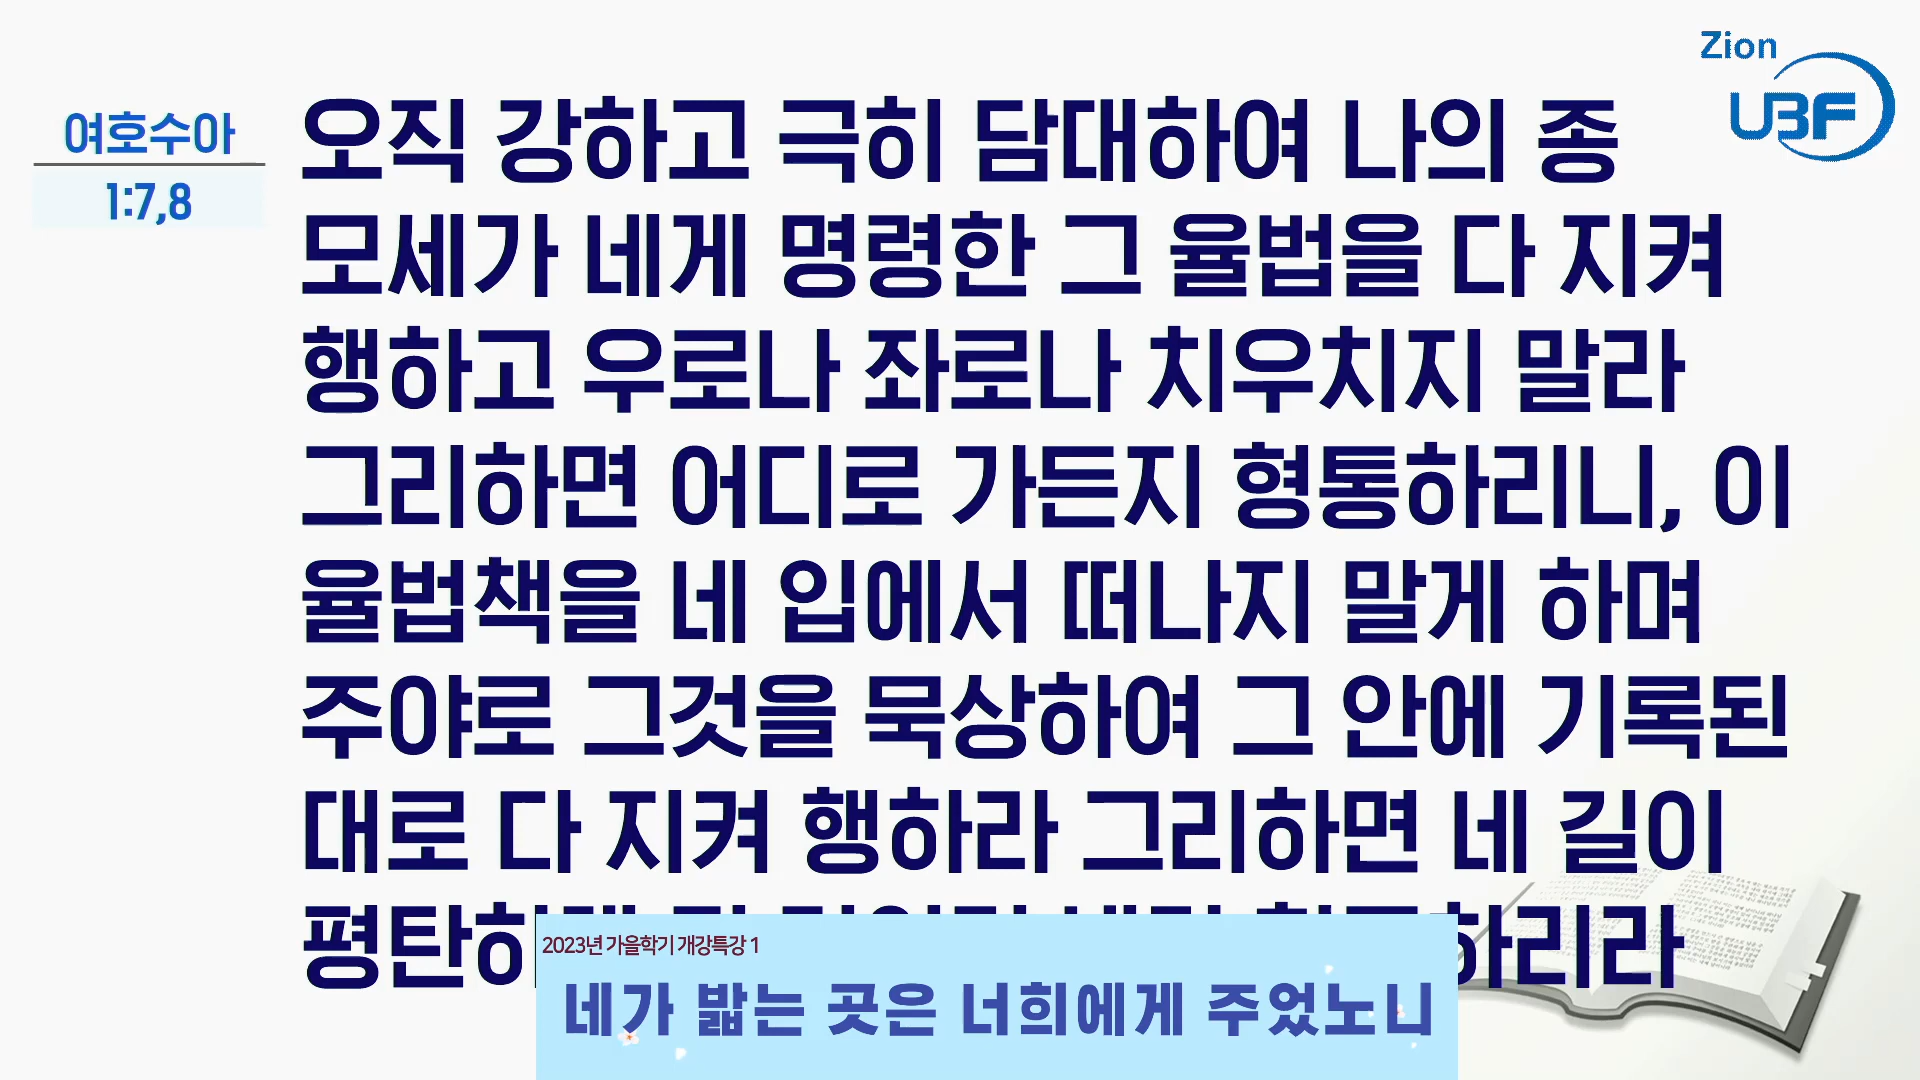 Zion
UBF
여호수아
1:7,8
오직 강하고 극히 담대하여 나의 종
모세가 네게 명령한 그 율법을 다 지켜
행하고 우로나 좌로나 치우치지 말라
그리하면 어디로 가든지 형통하리니, 이
율법책을 네 입에서 떠나지 말게 하며
주야로 그것을 묵상하여 그 안에 기록된
대로 다 지켜 행하라 그리하면 네 길이
하리라
2023년 가을학기 개강특강 1
네가 밟는 곳은 너희에게 주었노니